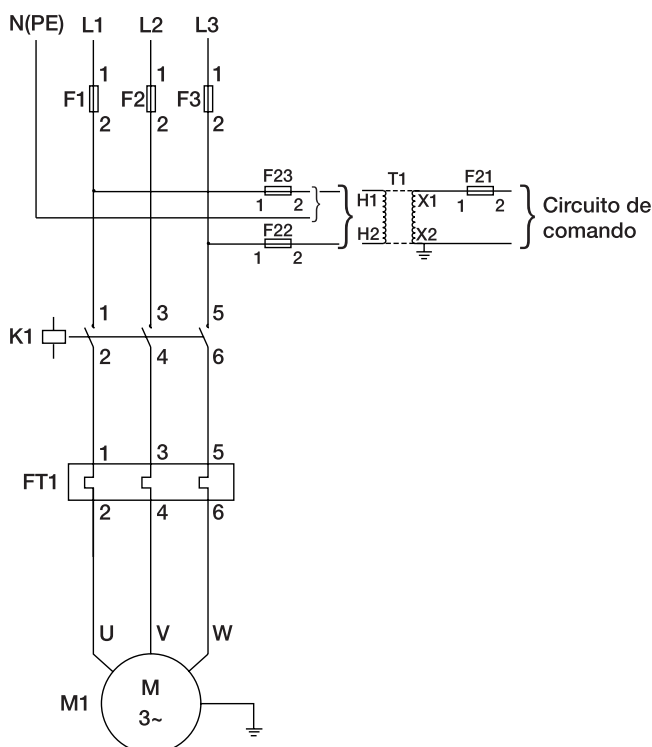 N(PE) L1 L2 L3
1 1 1
F1 F2 F3
2 2 2
F23 T1 F21
1 2 H1 X1 1 2
Circuito de
comando
F22 H2 X2
1 2
1 3 5
K1
2 4 6
1 3 5
FT1
2 4 6
U V W
M1 M
3~